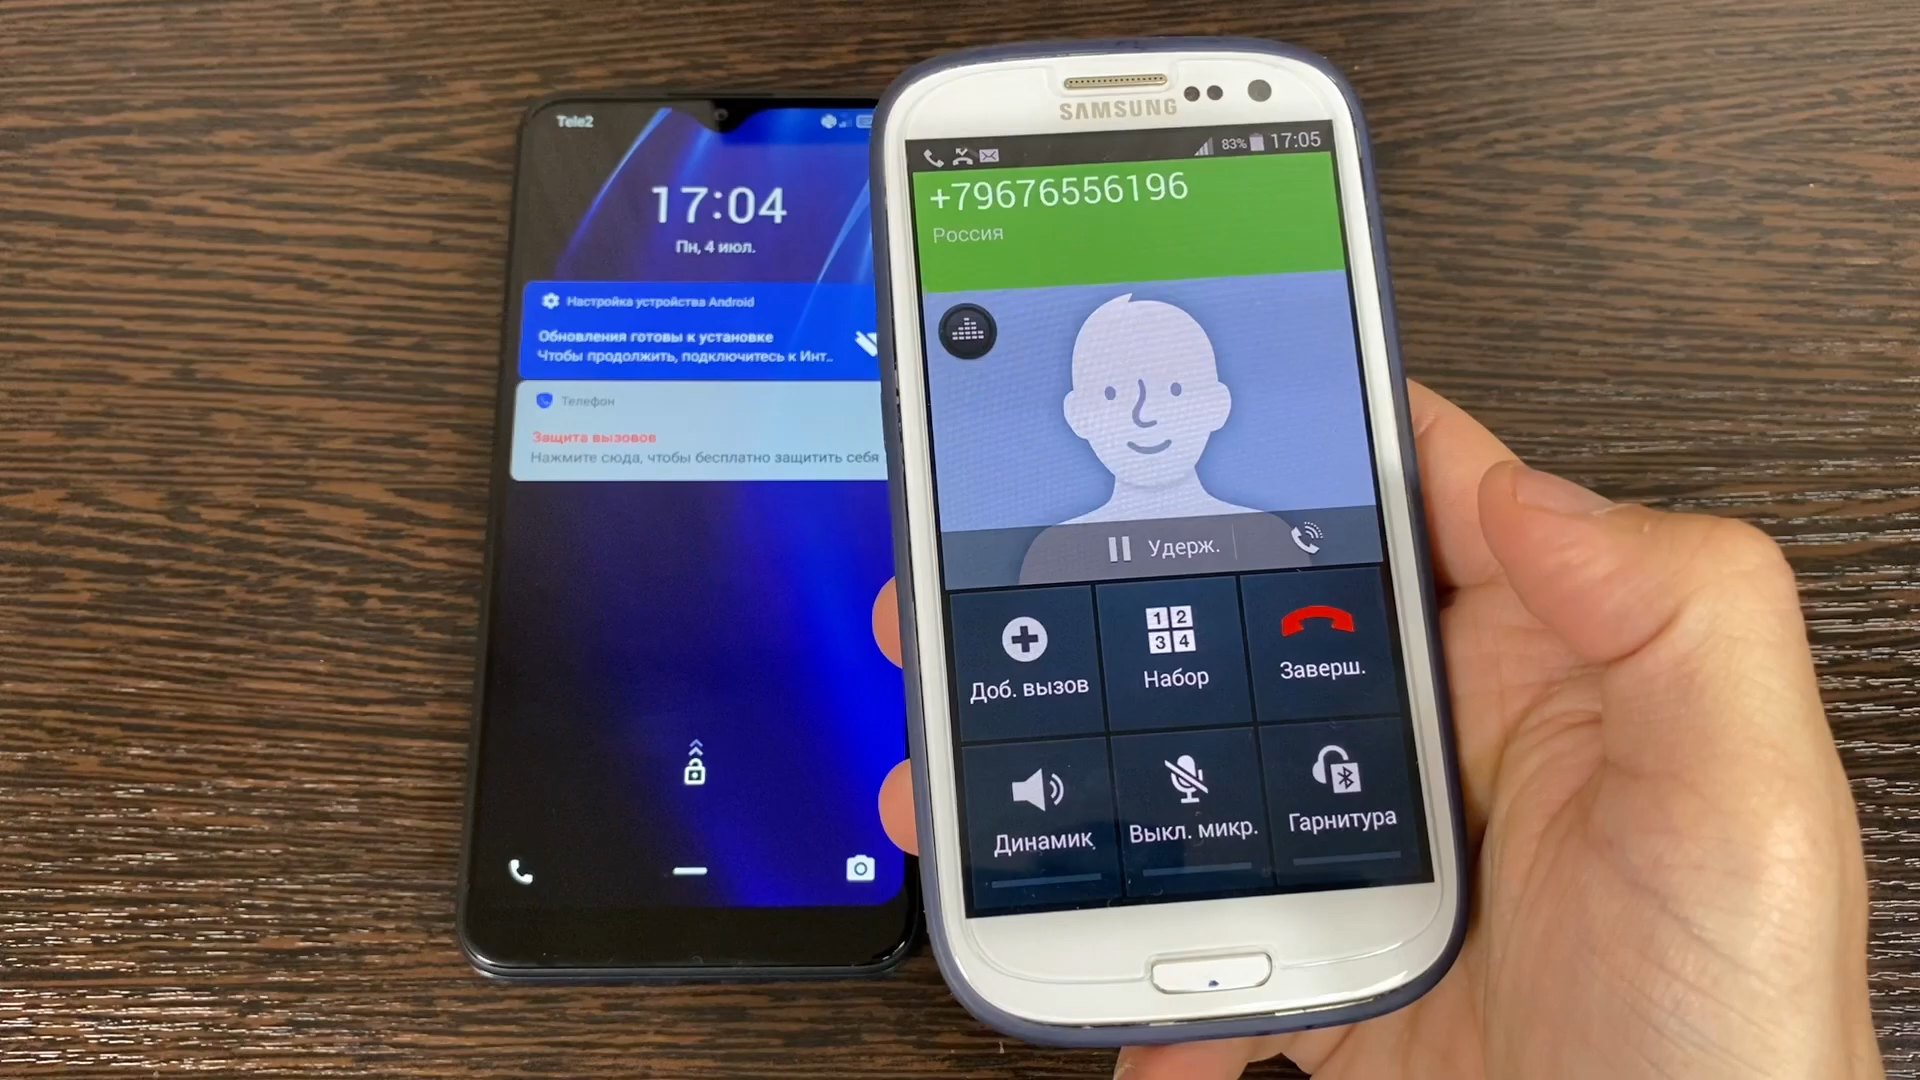 Tele2
17:04
Пн, 4 июл.
Настройка устройства Android
Обновления готовы к установке
Чтобы продолжить, подключитесь к Инт..
Телефон
Защита вызовов
Нажмите сюда, чтобы бесплатно защитить себя
SAMSUNG
83% 17:05
+79676556196
Россия
Удерж.
1 2
3 4
Доб. вызов
Набор
Заверш.
Динамик
Выкл. микр.
Гарнитура